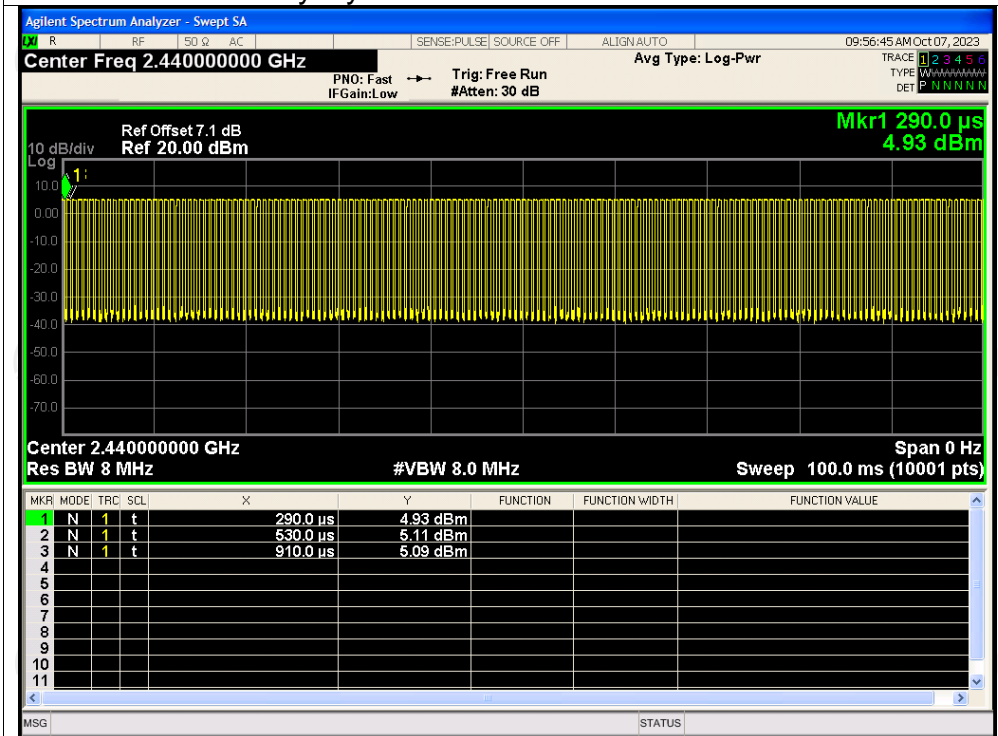 Agilent Spectrum Analyzer - Swept SA
LXI R RF 50 Ω AC SENSE:PULSE SOURCE OFF ALIGN AUTO 09:56:45 AM Oct 07, 2023
Center Freq 2.440000000 GHz Avg Type: Log-Pwr TRACE 1 2 3 4 5 6
PNO: Fast Trig: Free Run TYPE W
IFGain:Low #Atten: 30 dB DET P N N N N N
Mkr1 290.0 µs
Ref Offset 7.1 dB
10 dB/div Ref 20.00 dBm 4.93 dBm
Log
1
10.0
0.00
-10.0
-20.0
-30.0
-40.0
-50.0
-60.0
-70.0
Center 2.440000000 GHz Span 0 Hz
Res BW 8 MHz #VBW 8.0 MHz Sweep 100.0 ms (10001 pts)
MKR MODE TRC SCL X Y FUNCTION FUNCTION WIDTH FUNCTION VALUE
1 N 1 t 290.0 µs 4.93 dBm
2 N 1 t 530.0 µs 5.11 dBm
3 N 1 t 910.0 µs 5.09 dBm
4
5
6
7
8
9
10
11
MSG STATUS